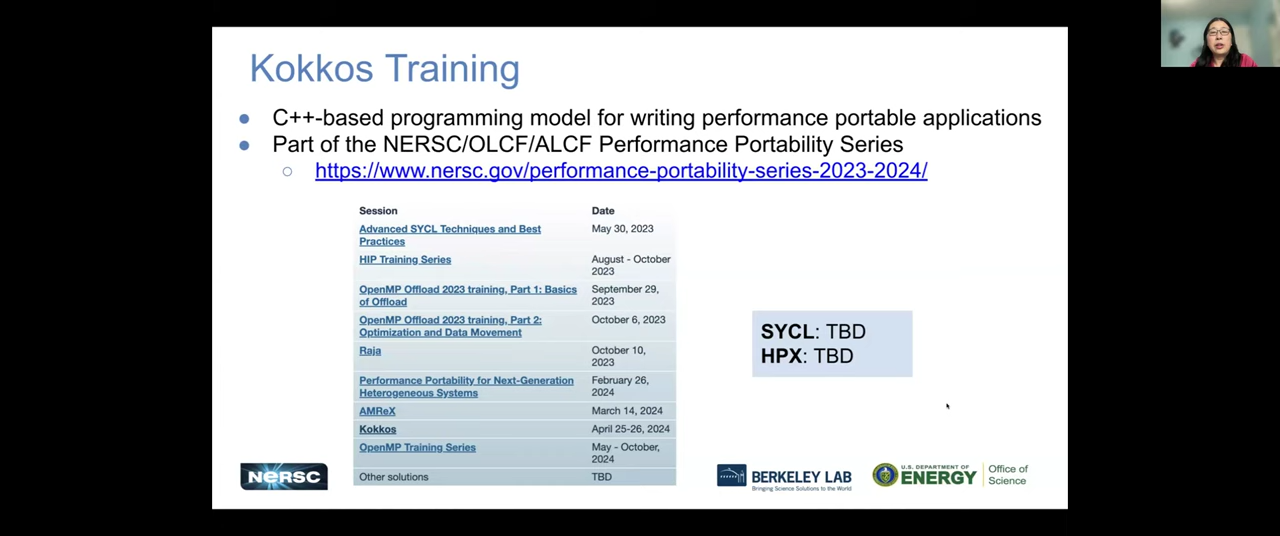 Kokkos Training
● C++-based programming model for writing performance portable applications
● Part of the NERSC/OLCF/ALCF Performance Portability Series
○ https://www.nersc.gov/performance-portability-series-2023-2024/
Session Date
Advanced SYCL Techniques and Best Practices May 30, 2023
HIP Training Series August - October 2023
OpenMP Offload 2023 training, Part 1: Basics of Offload September 29, 2023
OpenMP Offload 2023 training, Part 2: Optimization and Data Movement October 6, 2023
Raja October 10, 2023
Performance Portability for Next-Generation Heterogeneous Systems February 26, 2024
AMReX March 14, 2024
Kokkos April 25-26, 2024
OpenMP Training Series May - October, 2024
Other solutions TBD
SYCL: TBD
HPX: TBD
NERSC
BERKELEY LAB
Bringing Science Solutions to the World
U.S. DEPARTMENT OF
ENERGY
Office of
Science